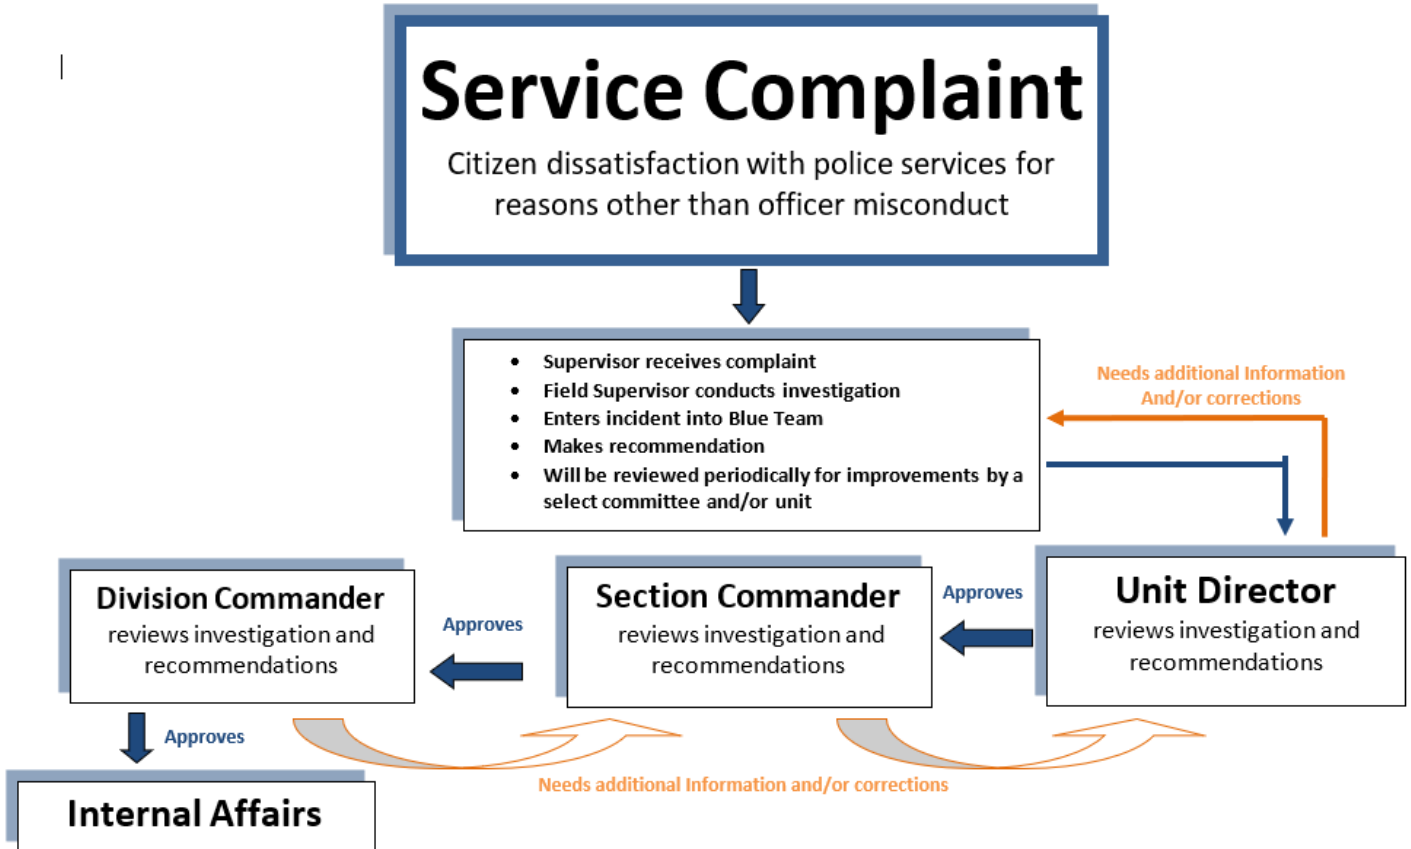 Service Complaint
Citizen dissatisfaction with police services for
reasons other than officer misconduct
• Supervisor receives complaint
• Field Supervisor conducts investigation
• Enters incident into Blue Team
• Makes recommendation
• Will be reviewed periodically for improvements by a
select committee and/or unit
Needs additional Information
And/or corrections
Division Commander
reviews investigation and
recommendations
Approves
Section Commander
reviews investigation and
recommendations
Approves
Unit Director
reviews investigation and
recommendations
Approves
Needs additional Information and/or corrections
Internal Affairs